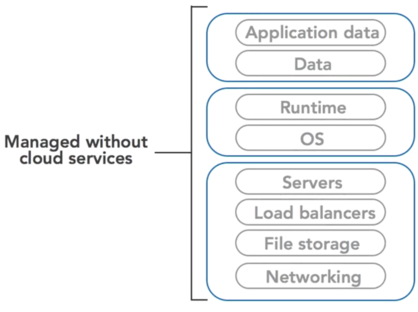 Managed without
cloud services
Application data
Data
Runtime
OS
Servers
Load balancers
File storage
Networking